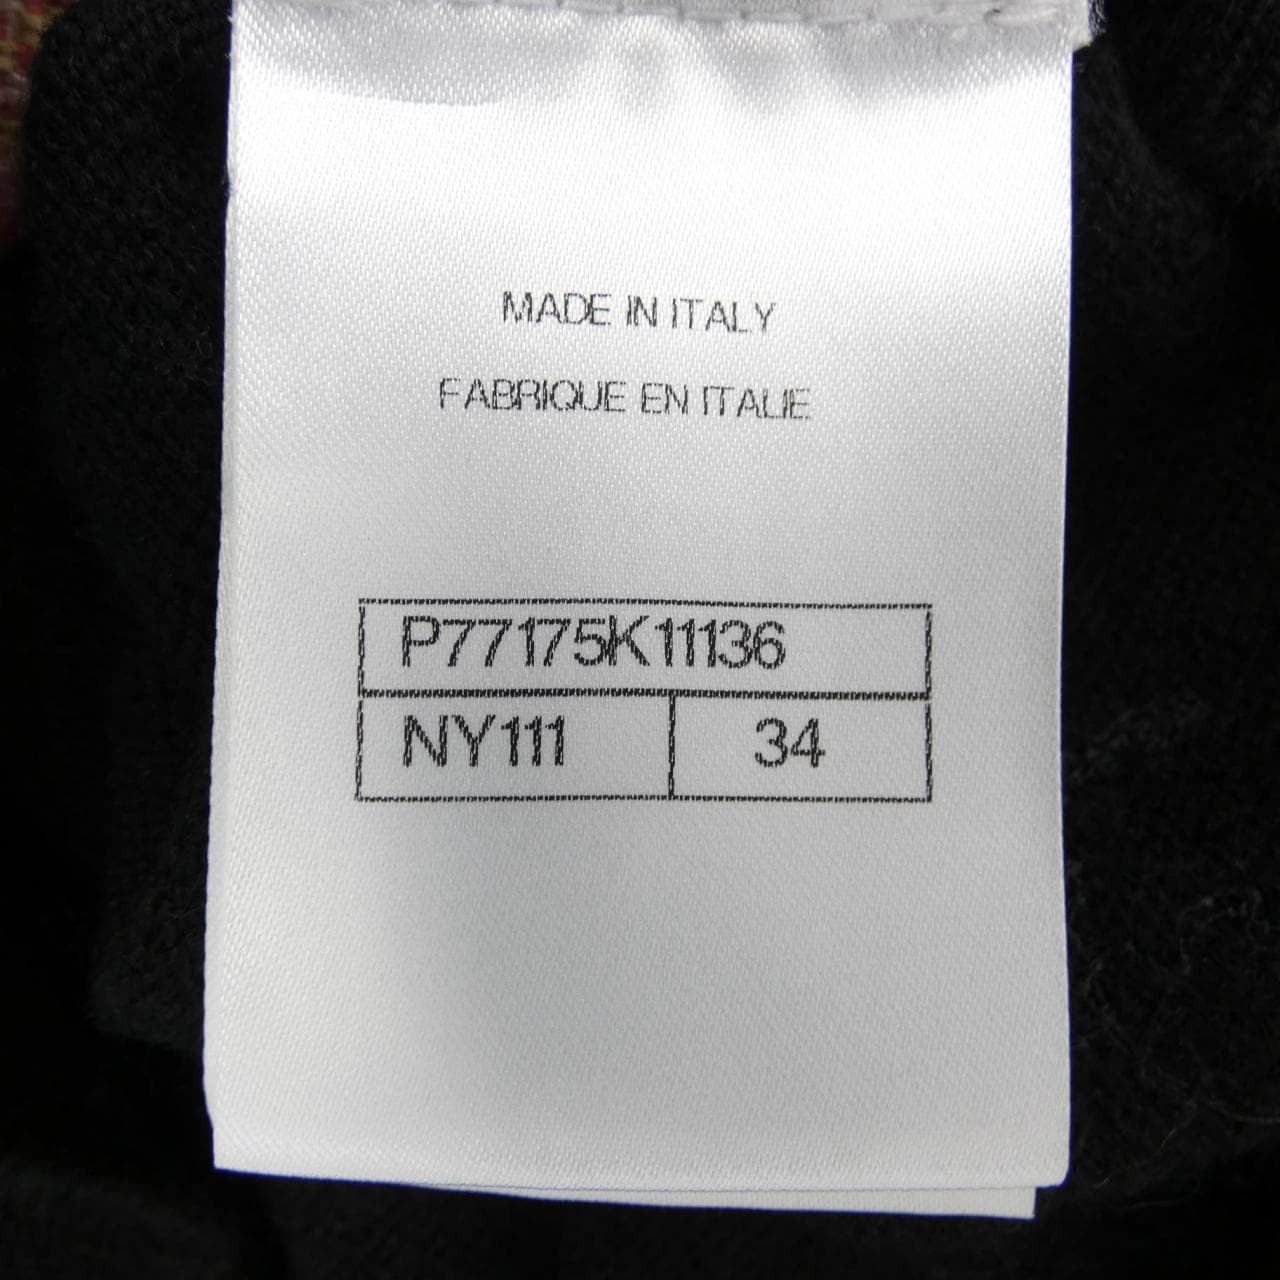 MADE IN ITALY
FABRIQUE EN ITALIE
P77175K11136
NY111 34